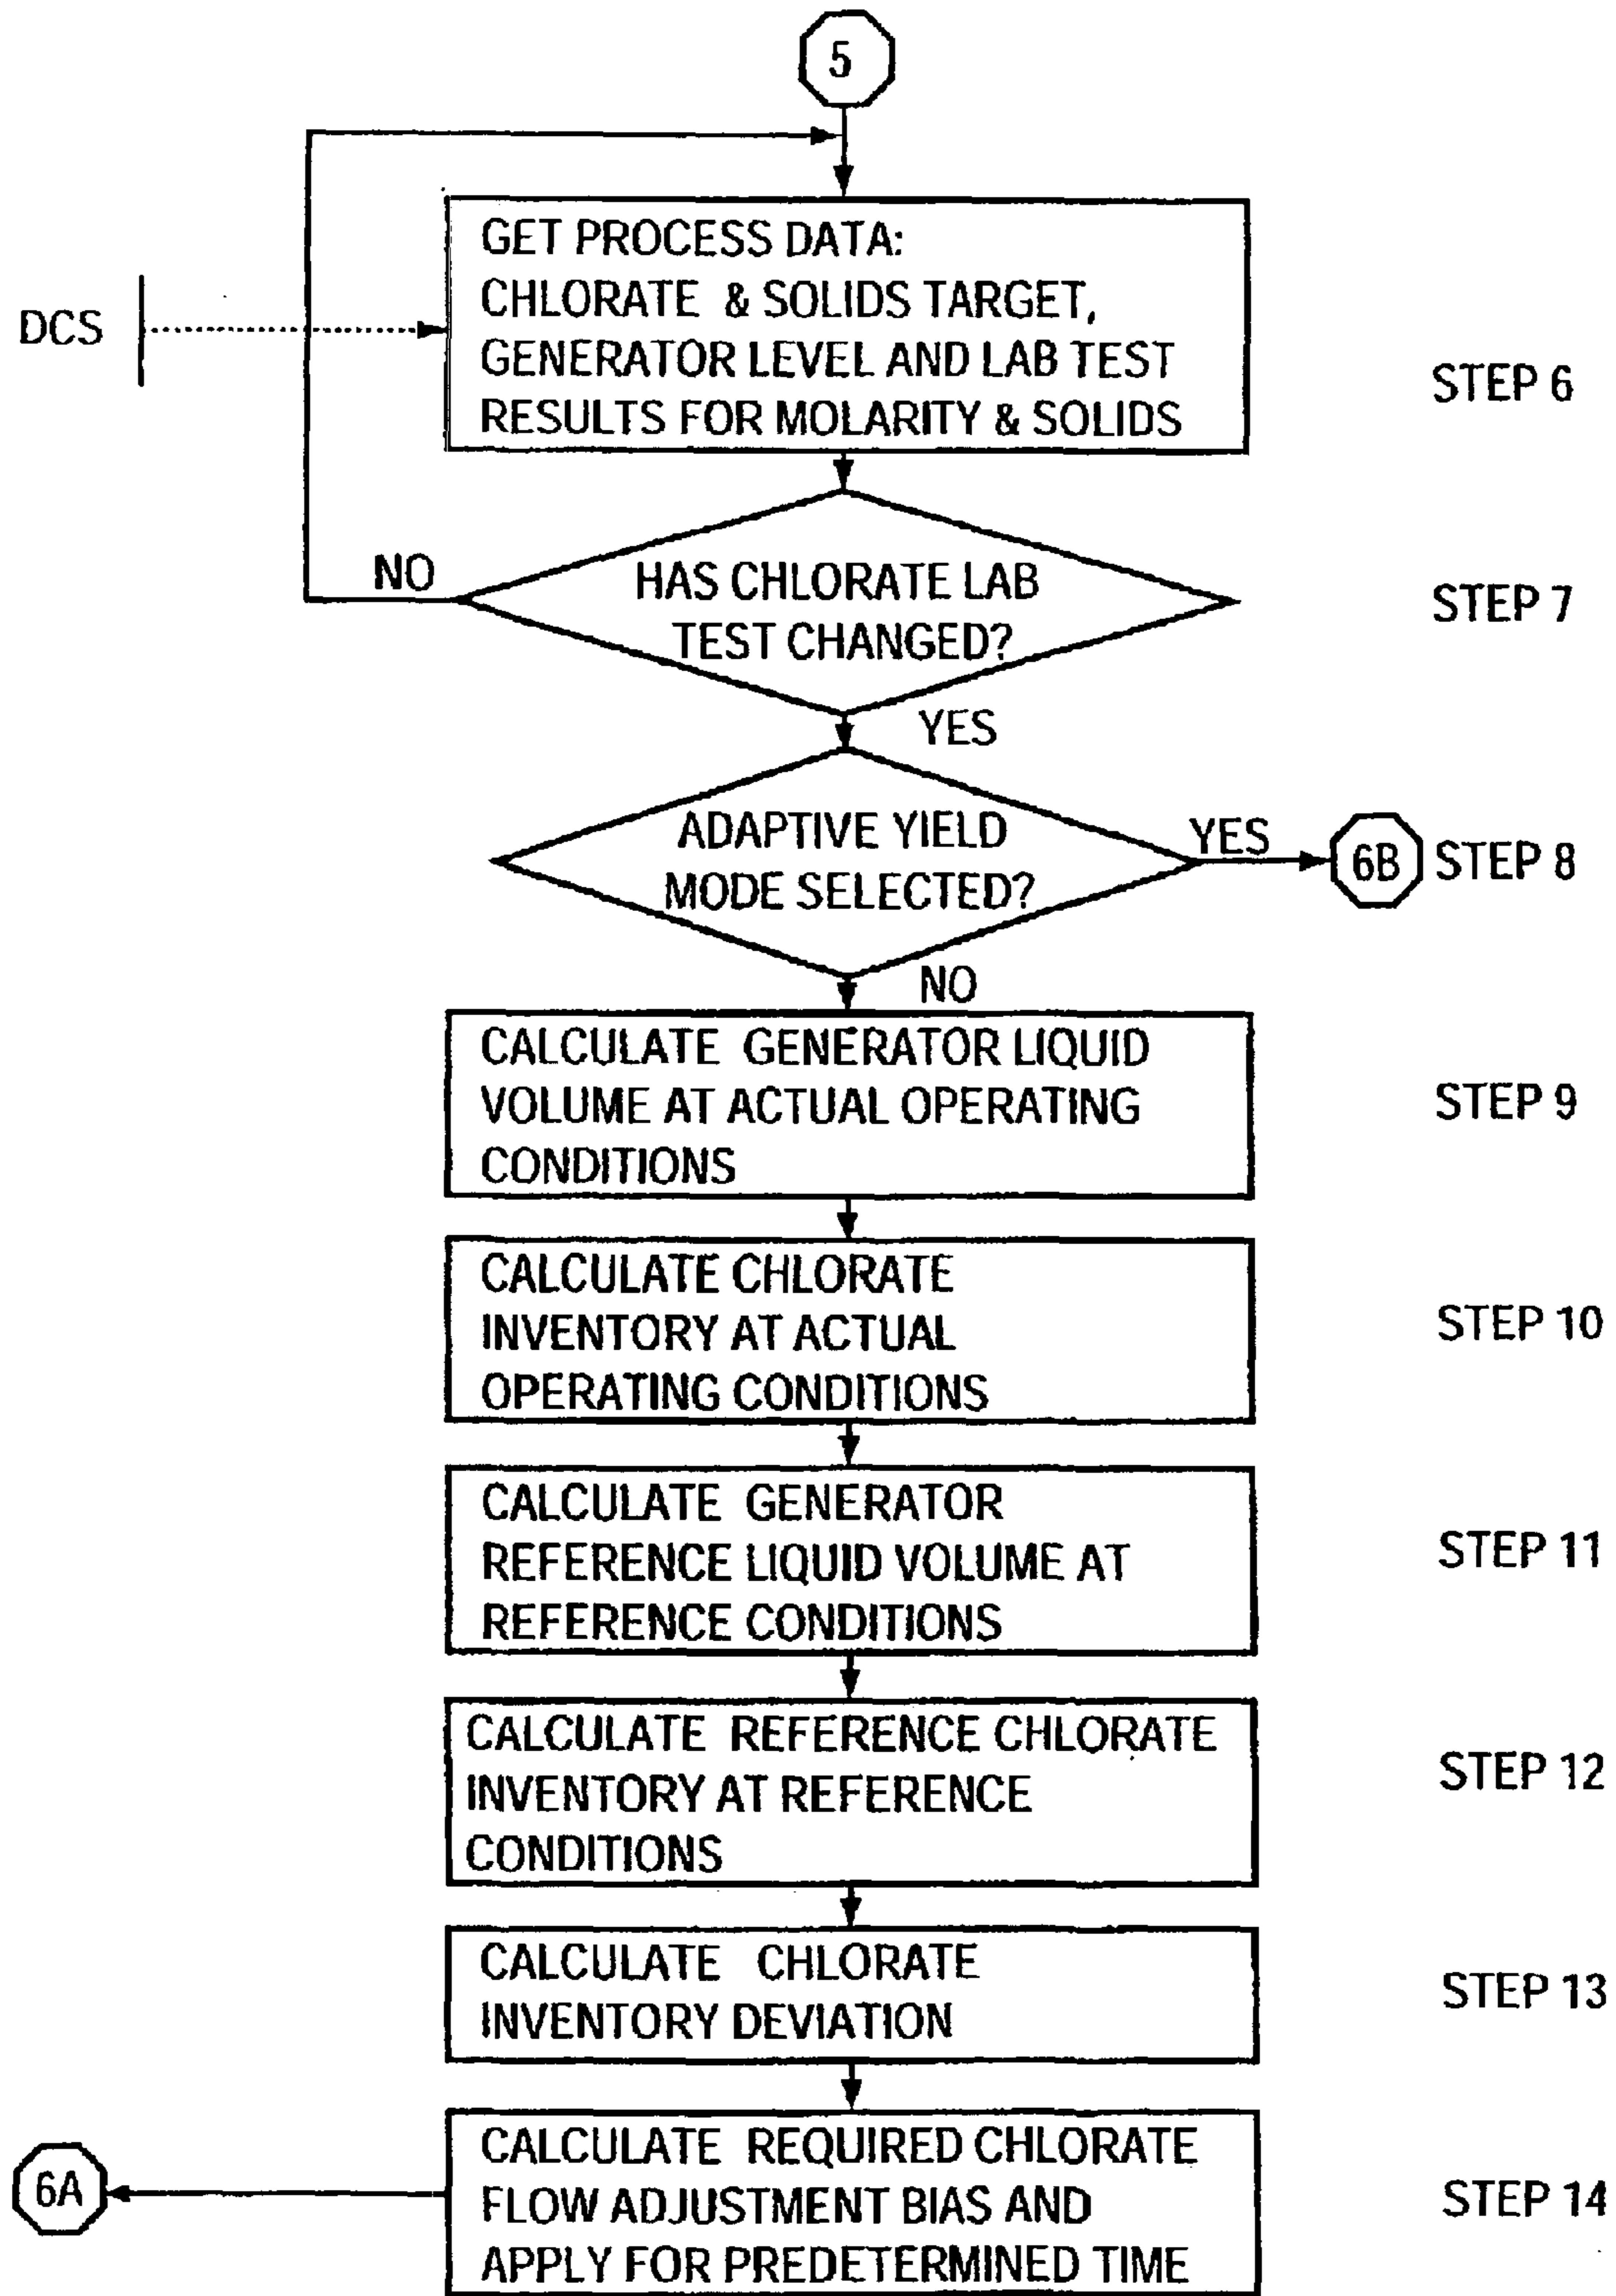 5
GET PROCESS DATA:
CHLORATE & SOLIDS TARGET,
GENERATOR LEVEL AND LAB TEST
RESULTS FOR MOLARITY & SOLIDS
DCS
STEP 6
NO
HAS CHLORATE LAB
TEST CHANGED?
STEP 7
YES
ADAPTIVE YIELD
MODE SELECTED?
YES
6B
STEP 8
NO
CALCULATE GENERATOR LIQUID
VOLUME AT ACTUAL OPERATING
CONDITIONS
STEP 9
CALCULATE CHLORATE
INVENTORY AT ACTUAL
OPERATING CONDITIONS
STEP 10
CALCULATE GENERATOR
REFERENCE LIQUID VOLUME AT
REFERENCE CONDITIONS
STEP 11
CALCULATE REFERENCE CHLORATE
INVENTORY AT REFERENCE
CONDITIONS
STEP 12
CALCULATE CHLORATE
INVENTORY DEVIATION
STEP 13
CALCULATE REQUIRED CHLORATE
FLOW ADJUSTMENT BIAS AND
APPLY FOR PREDETERMINED TIME
STEP 14
6A